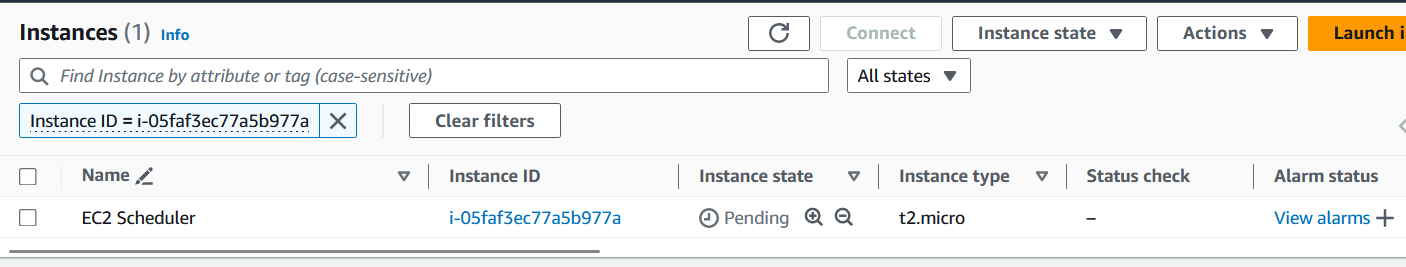 Instances (1) Info
Connect
Instance state
Actions
Launch i
Find Instance by attribute or tag (case-sensitive)
All states
Instance ID = i-05faf3ec77a5b977a
Clear filters
Name Instance ID Instance state Instance type Status check Alarm status
EC2 Scheduler i-05faf3ec77a5b977a Pending t2.micro – View alarms